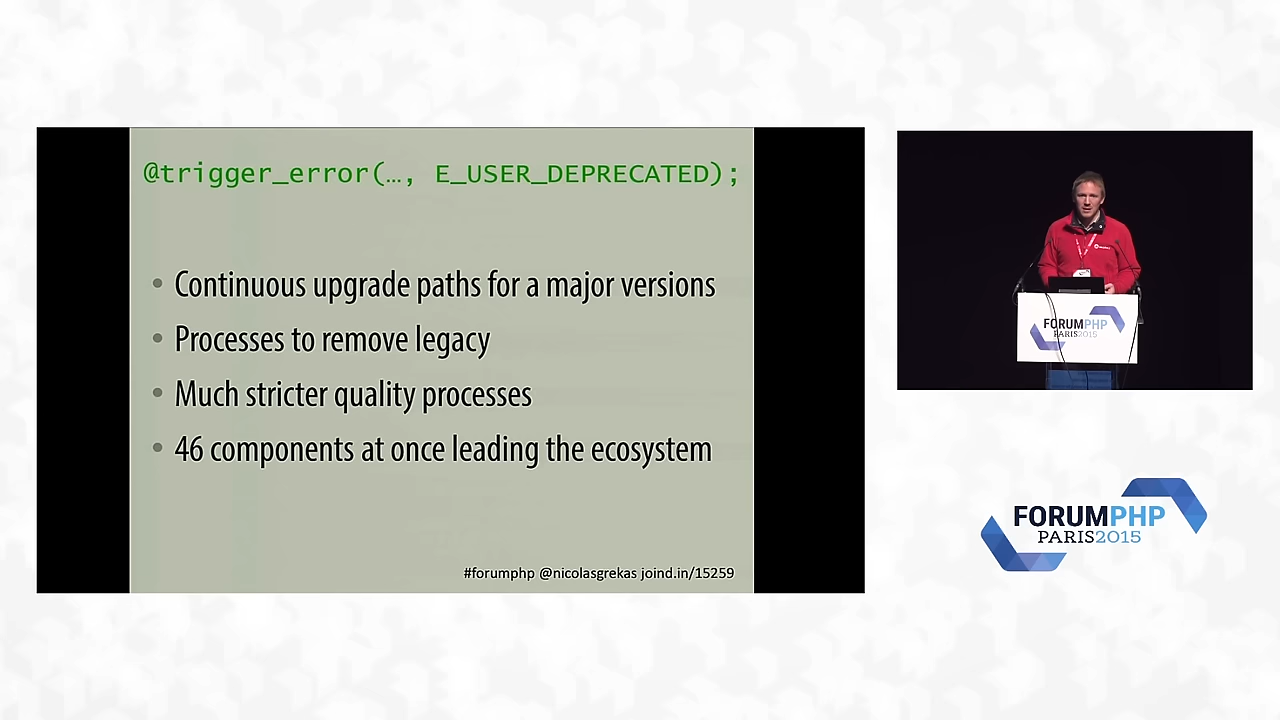 @trigger_error(…, E_USER_DEPRECATED);
• Continuous upgrade paths for a major versions
• Processes to remove legacy
• Much stricter quality processes
• 46 components at once leading the ecosystem
#forumphp @nicolasgrekas joind.in/15259
FORUMPHP
PARIS2015
FORUMPHP
PARIS2015